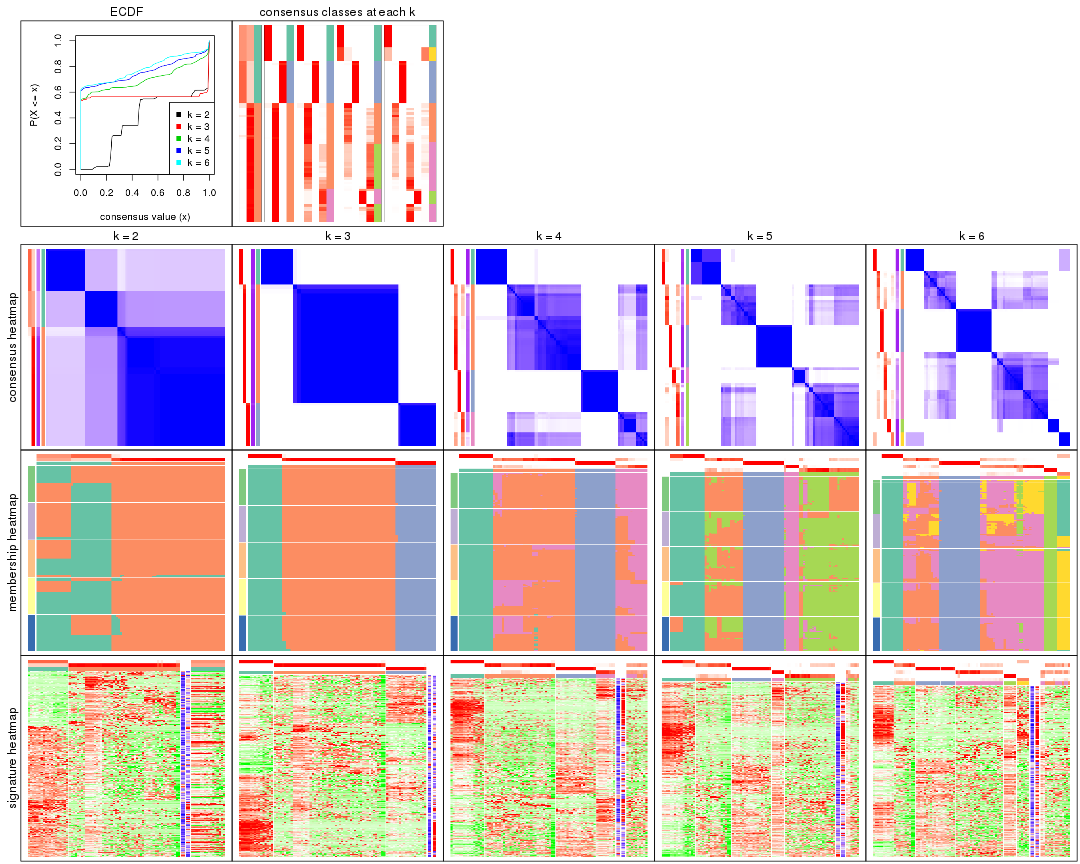 ECDF
consensus classes at each k
P(X <= x)
0.0 0.2 0.4 0.6 0.8 1.0
k = 2
k = 3
k = 4
k = 5
k = 6
0.0 0.2 0.4 0.6 0.8 1.0
consensus value (x)
k = 2
k = 3
k = 4
k = 5
k = 6
consensus heatmap
membership heatmap
signature heatmap